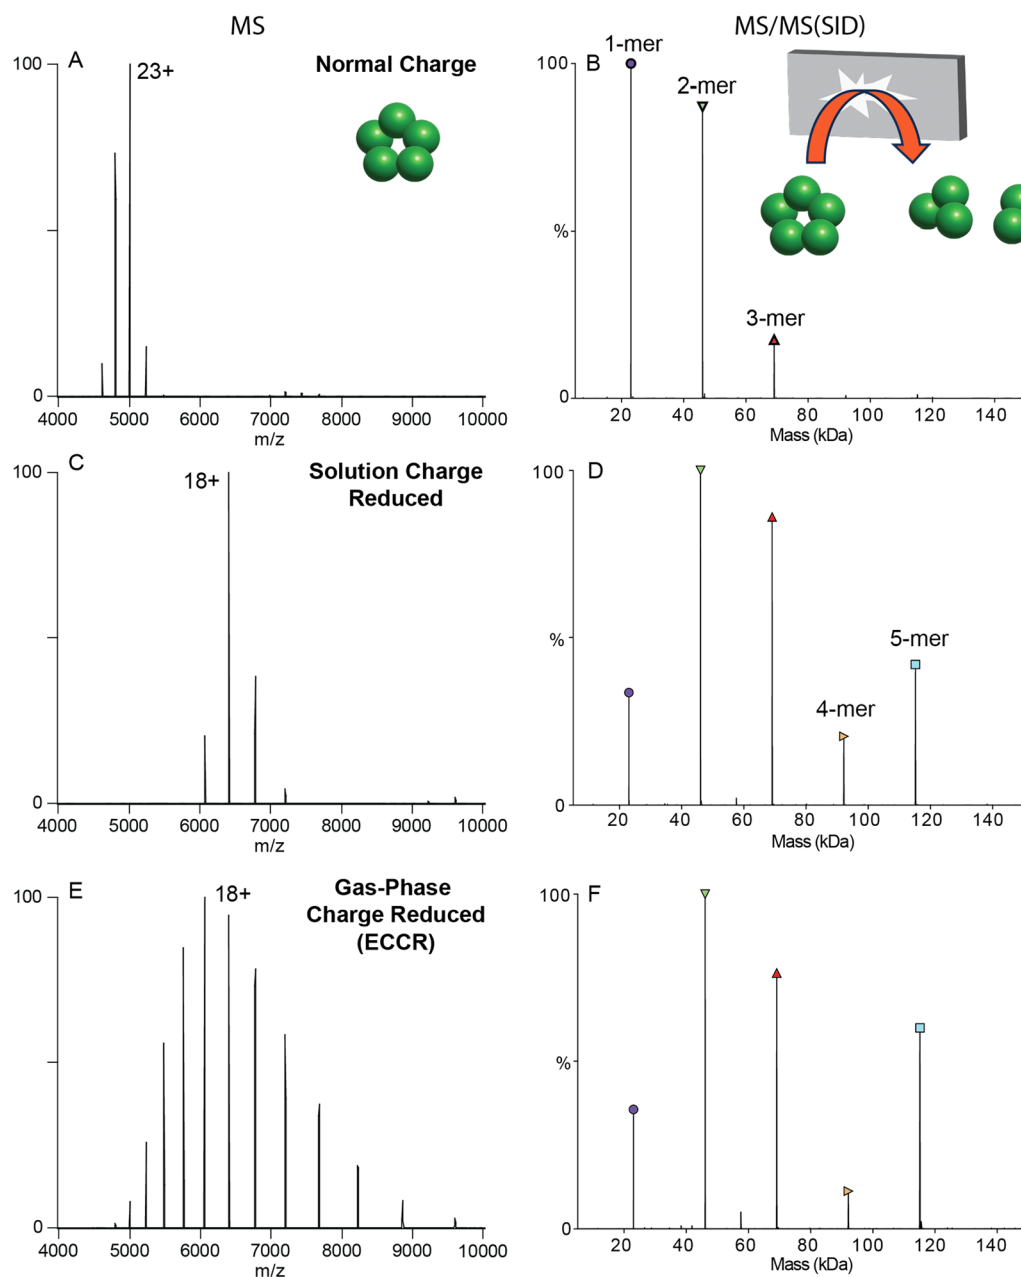 MS
MS/MS(SID)
A
100
23+
Normal Charge
0
4000 5000 6000 7000 8000 9000 10000
m/z
B
100
1-mer
2-mer
3-mer
%
0
20 40 60 80 100 120 140
Mass (kDa)
C
100
18+
Solution Charge
Reduced
0
4000 5000 6000 7000 8000 9000 10000
m/z
D
100
%
5-mer
4-mer
0
20 40 60 80 100 120 140
Mass (kDa)
E
100
18+
Gas-Phase
Charge Reduced
(ECCR)
0
4000 5000 6000 7000 8000 9000 10000
m/z
F
100
%
0
20 40 60 80 100 120 140
Mass (kDa)